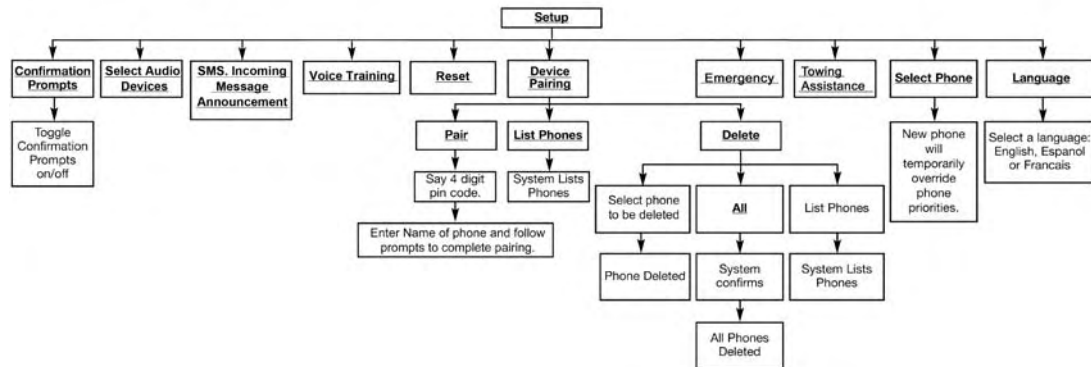 Setup
Confirmation
Prompts
Select Audio
Devices
SMS. Incoming
Message
Announcement
Voice Training
Reset
Device
Pairing
Emergency
Towing
Assistance
Select Phone
Language
Toggle
Confirmation
Prompts
on/off
Pair
List Phones
Delete
New phone
will
temporarily
override
phone
priorities.
Select a language:
English, Espanol
or Francais
Say 4 digit
pin code.
System Lists
Phones
Select phone
to be deleted
All
List Phones
Enter Name of phone and follow
prompts to complete pairing.
Phone Deleted
System
confirms
System Lists
Phones
All Phones
Deleted